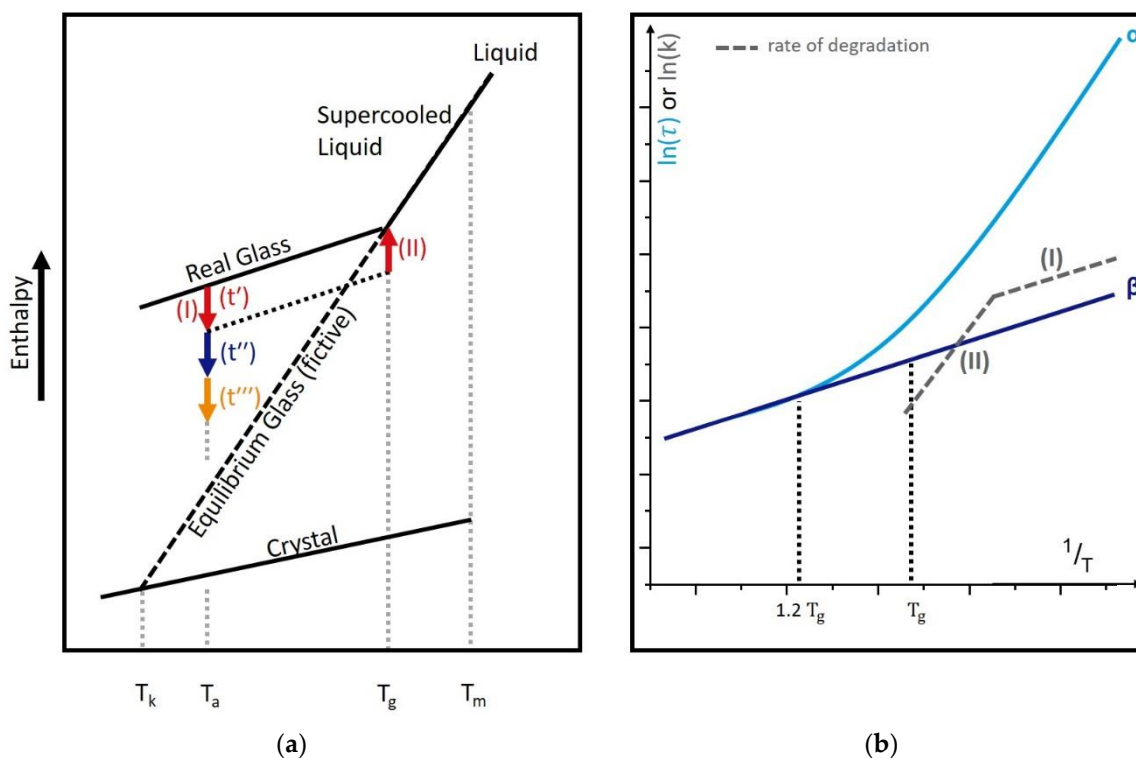 Liquid
Supercooled
Liquid
Real Glass
(I)
(t′)
(II)
(t′′)
(t′′′)
Equilibrium Glass (fictive)
Crystal
Enthalpy
Tk
Ta
Tg
Tm
(a)
rate of degradation
α
ln(τ) or ln(k)
(I)
β
(II)
1/T
1.2 Tg
Tg
(b)